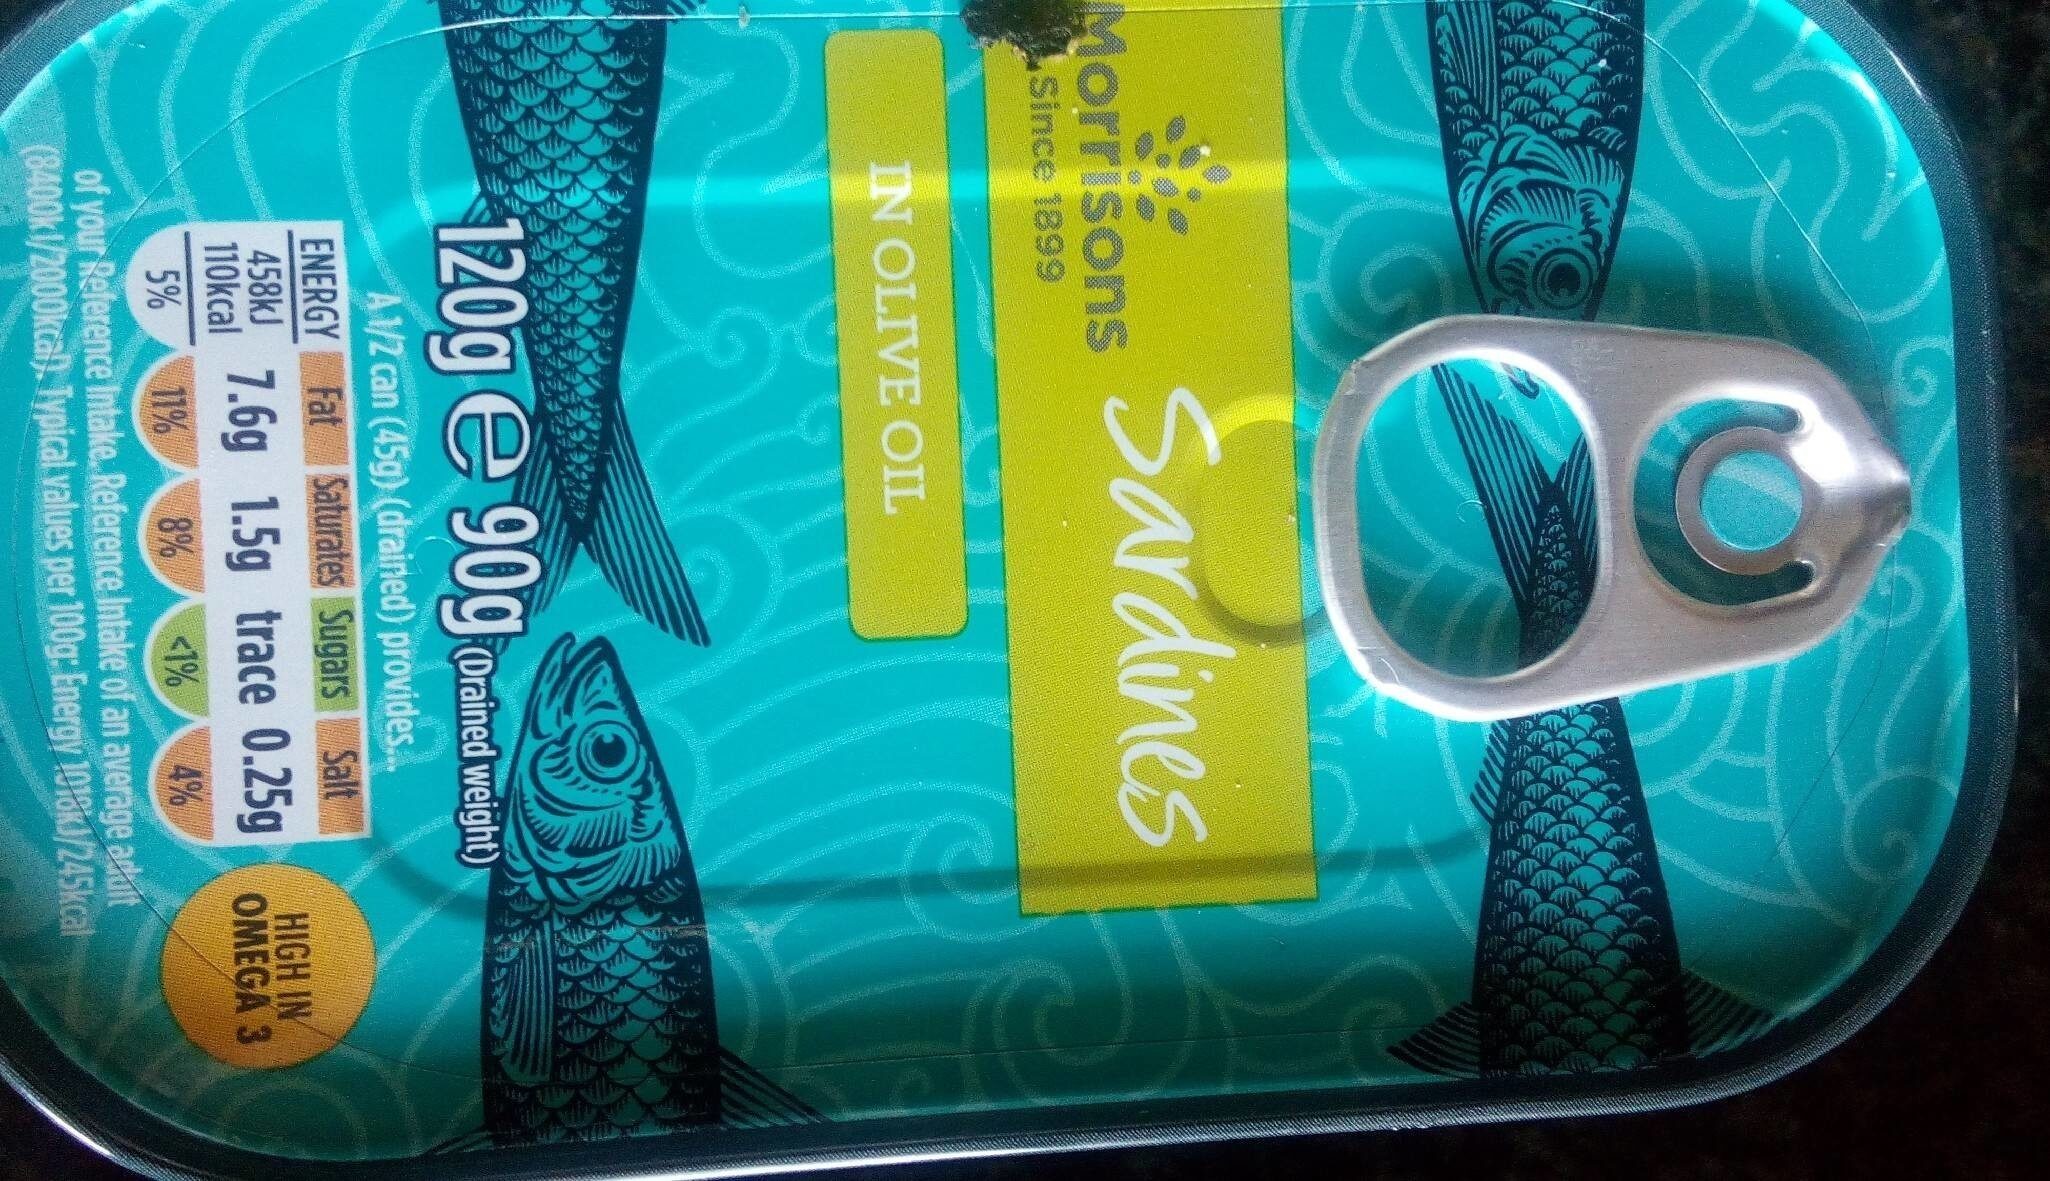 Morrisons
Since 1899
Sardines
IN OLIVE OIL
120g e 90g (Drained weight)
A 1/2 can (45g) (drained) provides...
ENERGY Fat Saturates Sugars Salt
458kJ
110kcal 7.6g 1.5g trace 0.25g
5% 11% 8% <1% 4%
HIGH IN
OMEGA 3
of your Reference Intake. Reference Intake of an average adult
(8400kJ/2000kcal). Typical values per 100g: Energy 1018kJ/245kcal